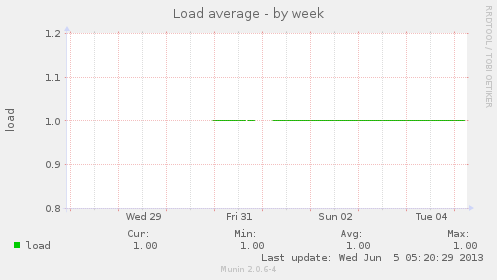 Load average - by week
RRDTOOL / TOBI OETIKER
load
1.2
1.1
1.0
0.9
0.8
Wed 29 Fri 31 Sun 02 Tue 04
Cur: Min: Avg: Max:
load 1.00 1.00 1.00 1.00
Last update: Wed Jun  5 05:20:29 2013
Munin 2.0.6-4